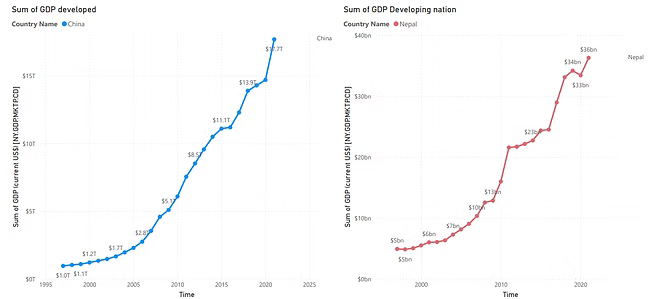 Sum of GDP developed
Country Name China
China
Sum of GDP (current US$) [NY.GDP.MKTP.CD]
$15T
$10T
$5T
$0T
$1.0T
$1.1T
$1.2T
$1.7T
$2.8T
$5.1T
$8.5T
$11.1T
$13.9T
$17.7T
1995
2000
2005
2010
2015
2020
2025
Time
Sum of GDP Developing nation
Country Name Nepal
Nepal
Sum of GDP (current US$) [NY.GDP.MKTP.CD]
$40bn
$30bn
$20bn
$10bn
$0bn
$5bn
$5bn
$6bn
$7bn
$10bn
$13bn
$23bn
$34bn
$33bn
$36bn
2000
2010
2020
Time